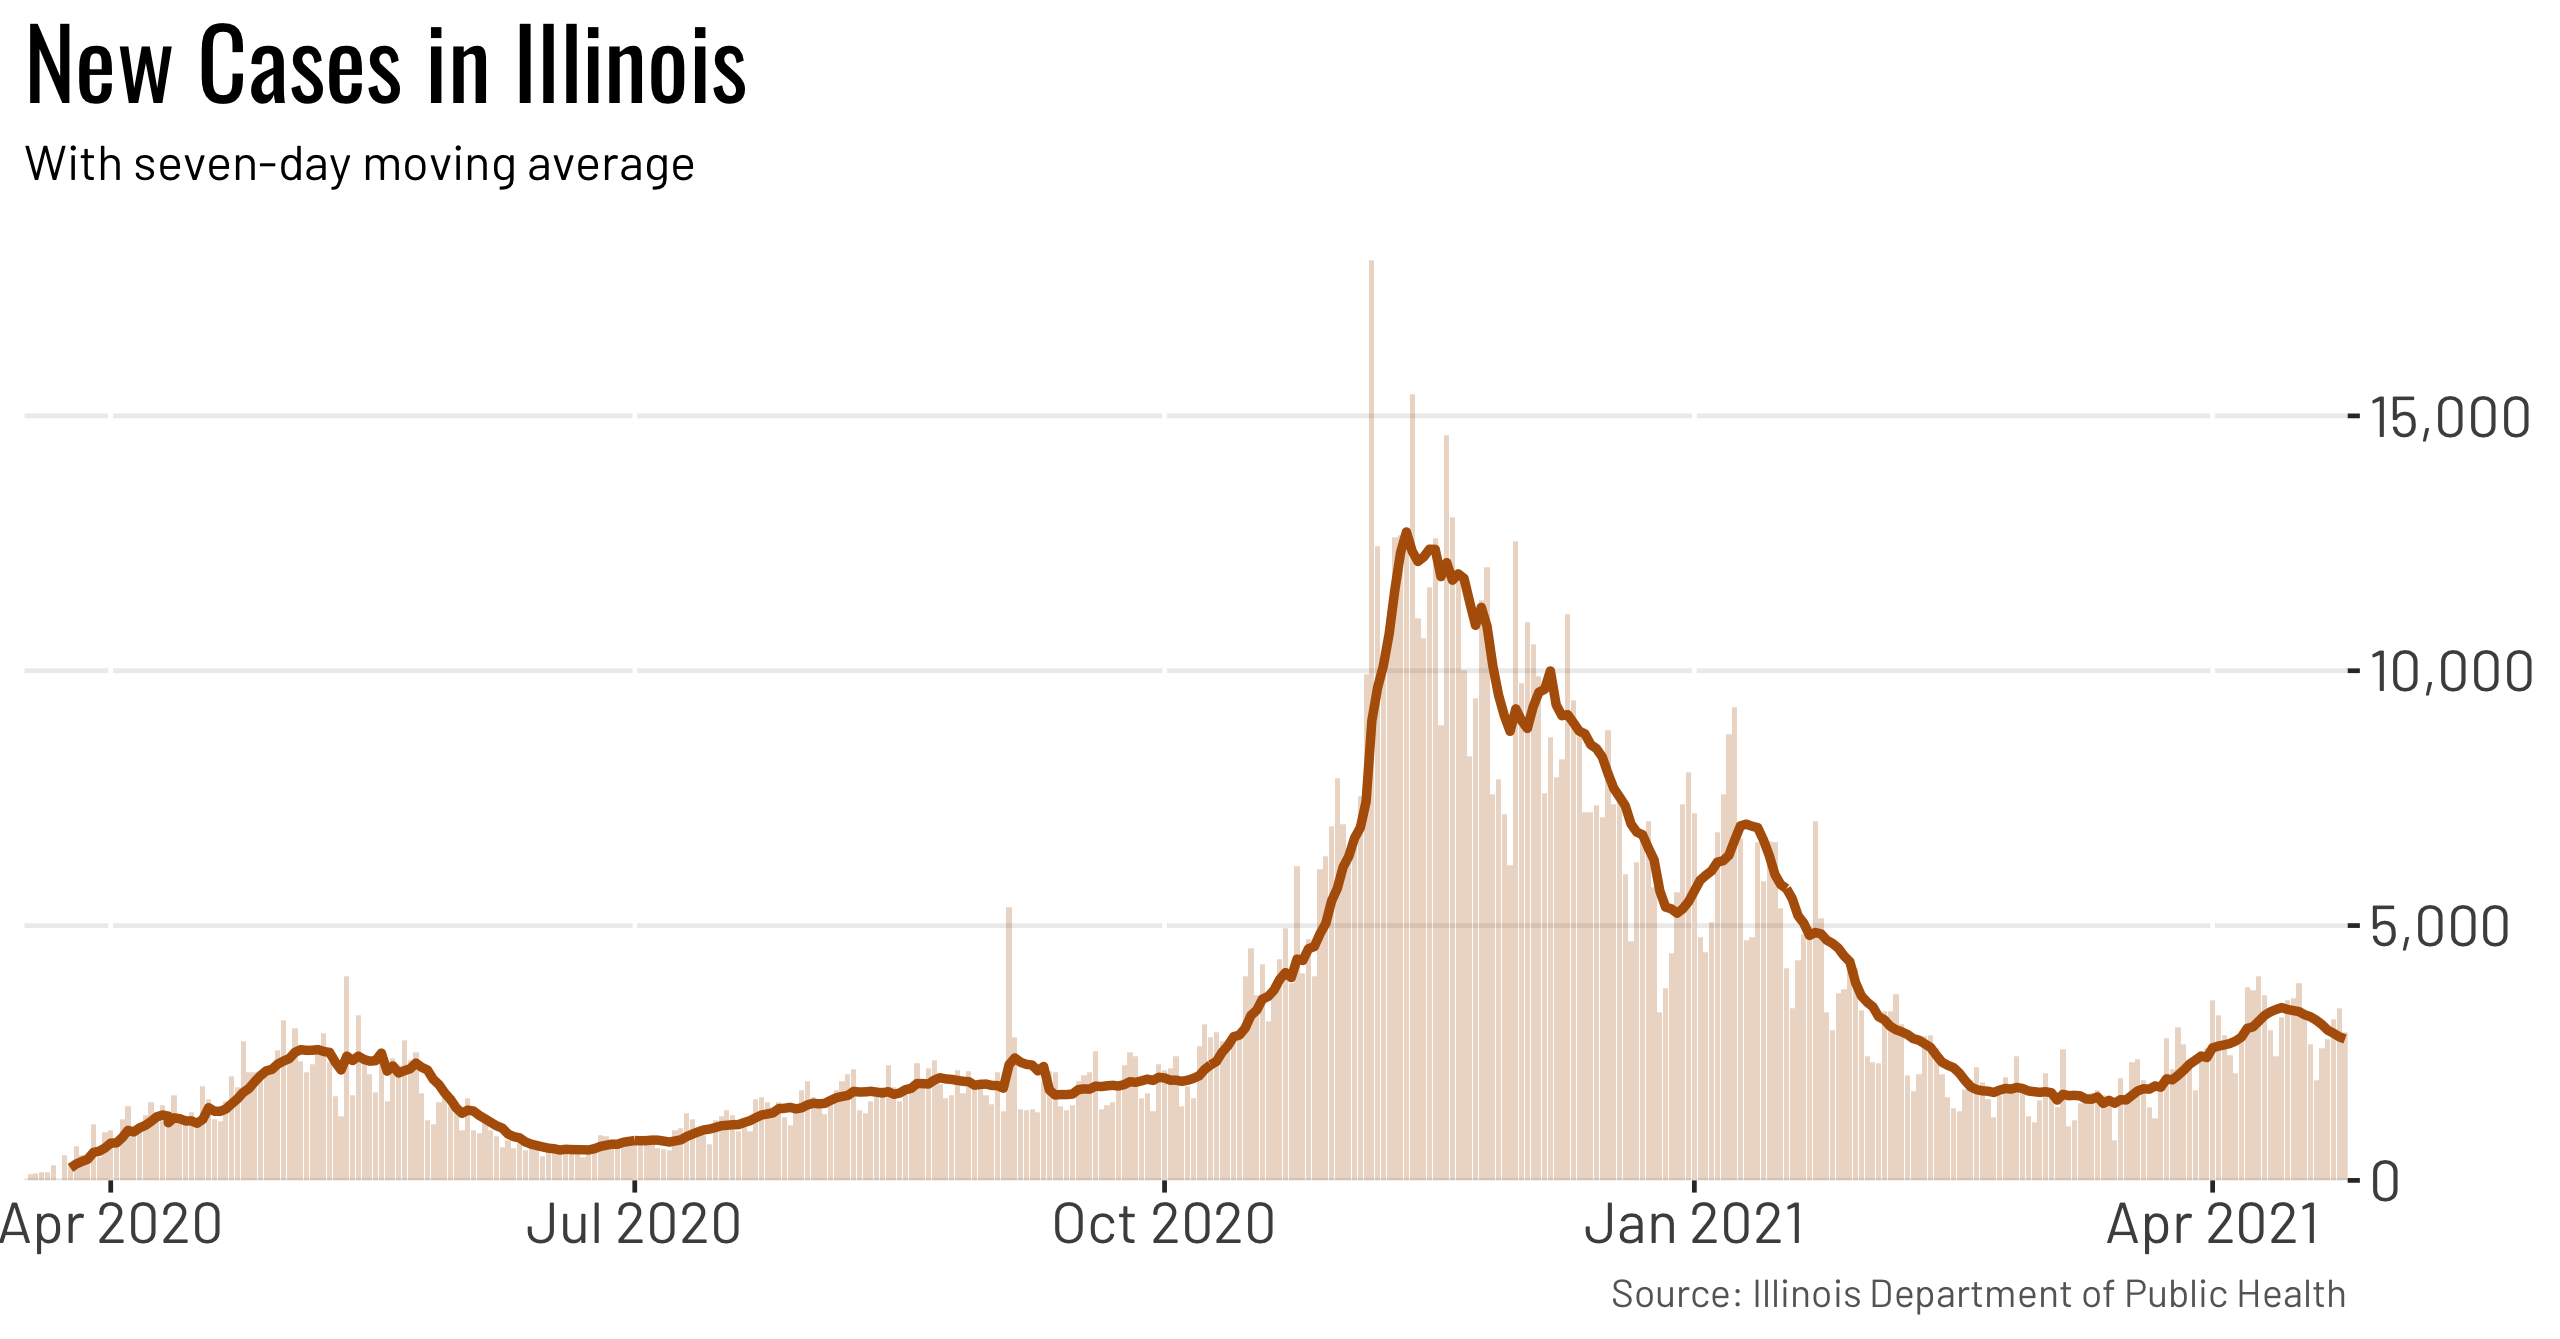 New Cases in Illinois
With seven-day moving average
15,000
10,000
5,000
0
Apr 2020 Jul 2020 Oct 2020 Jan 2021 Apr 2021
Source: Illinois Department of Public Health